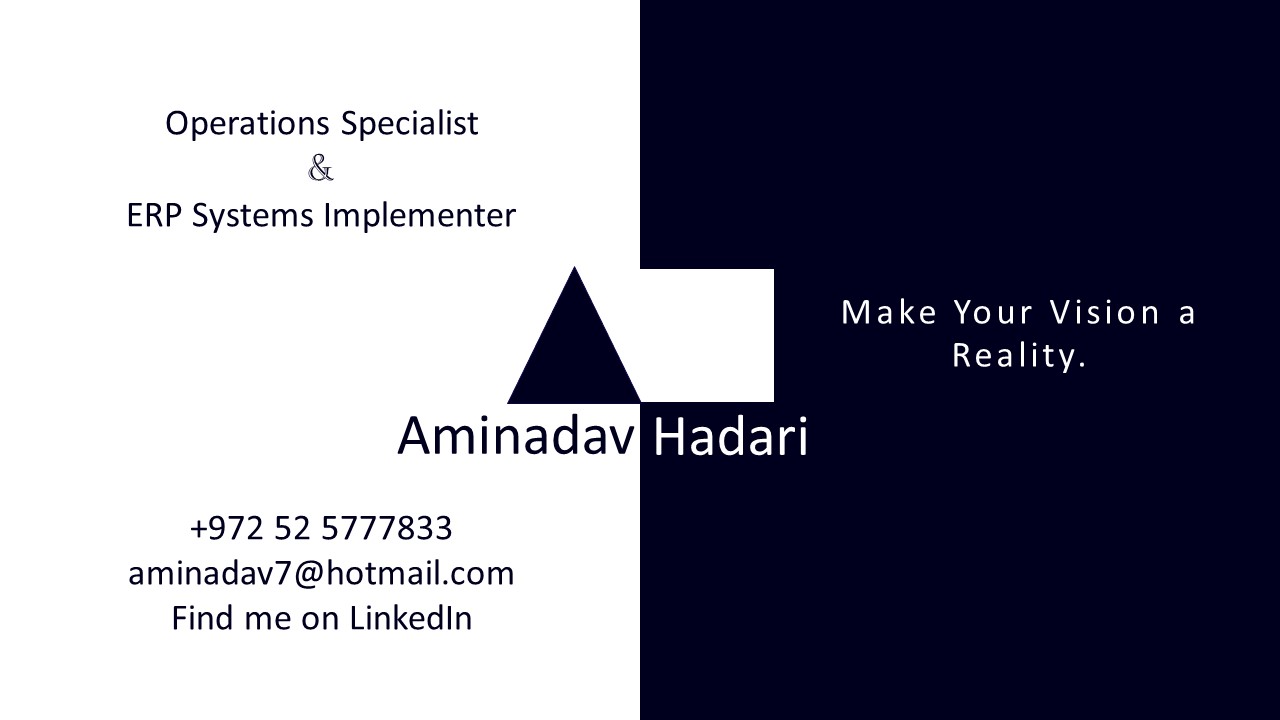 Operations Specialist
&
ERP Systems Implementer
Make Your Vision a
Reality.
Aminadav Hadari
+972 52 5777833
aminadav7@hotmail.com
Find me on LinkedIn